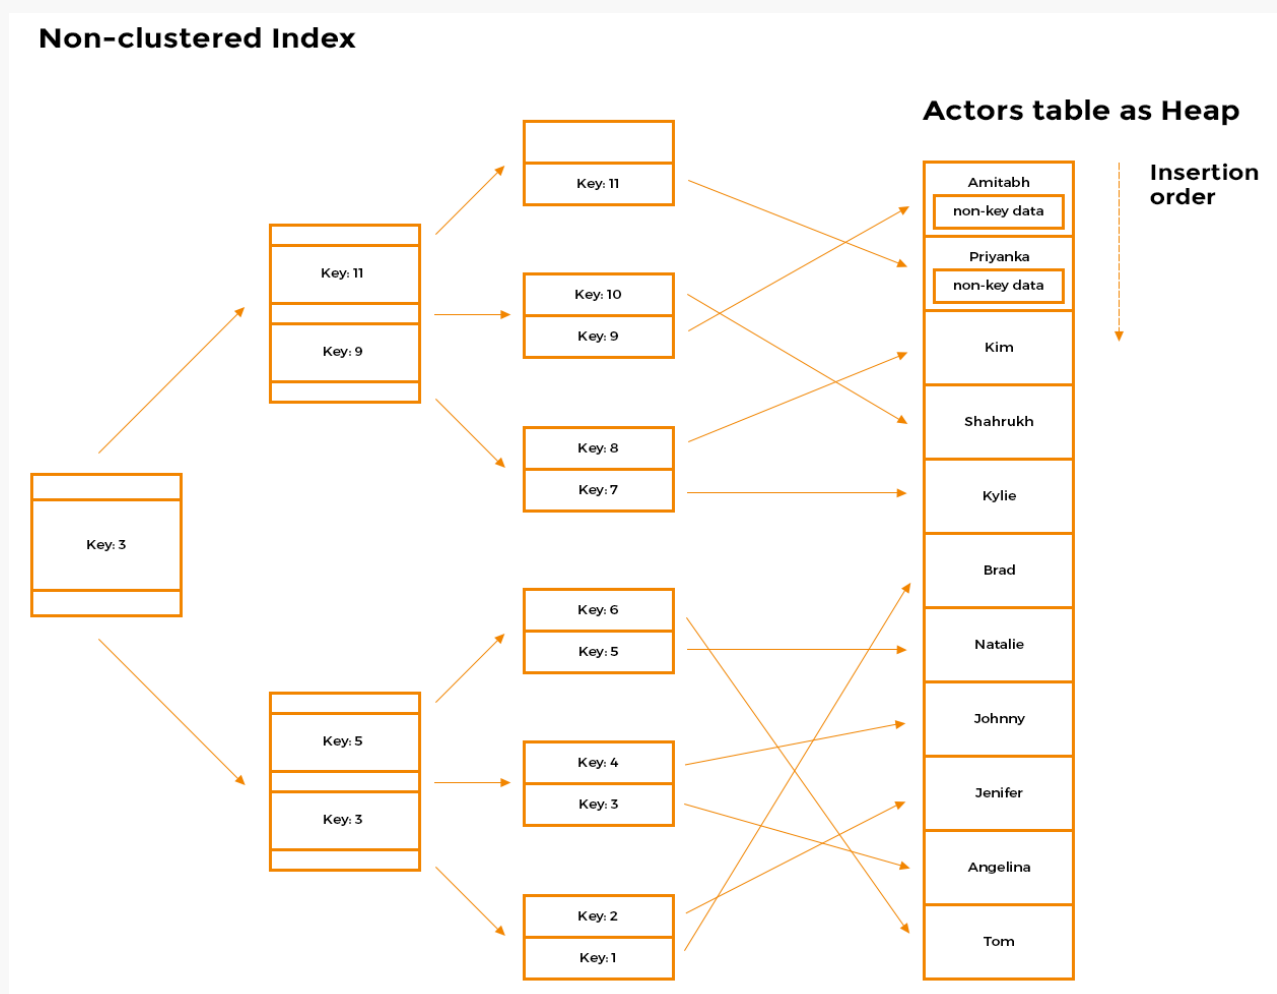 Non-clustered Index
Actors table as Heap
Insertion
order
Key: 3
Key: 11
Key: 9
Key: 5
Key: 3
Key: 11
Key: 10
Key: 9
Key: 8
Key: 7
Key: 6
Key: 5
Key: 4
Key: 3
Key: 2
Key: 1
Amitabh
non-key data
Priyanka
non-key data
Kim
Shahrukh
Kylie
Brad
Natalie
Johnny
Jenifer
Angelina
Tom